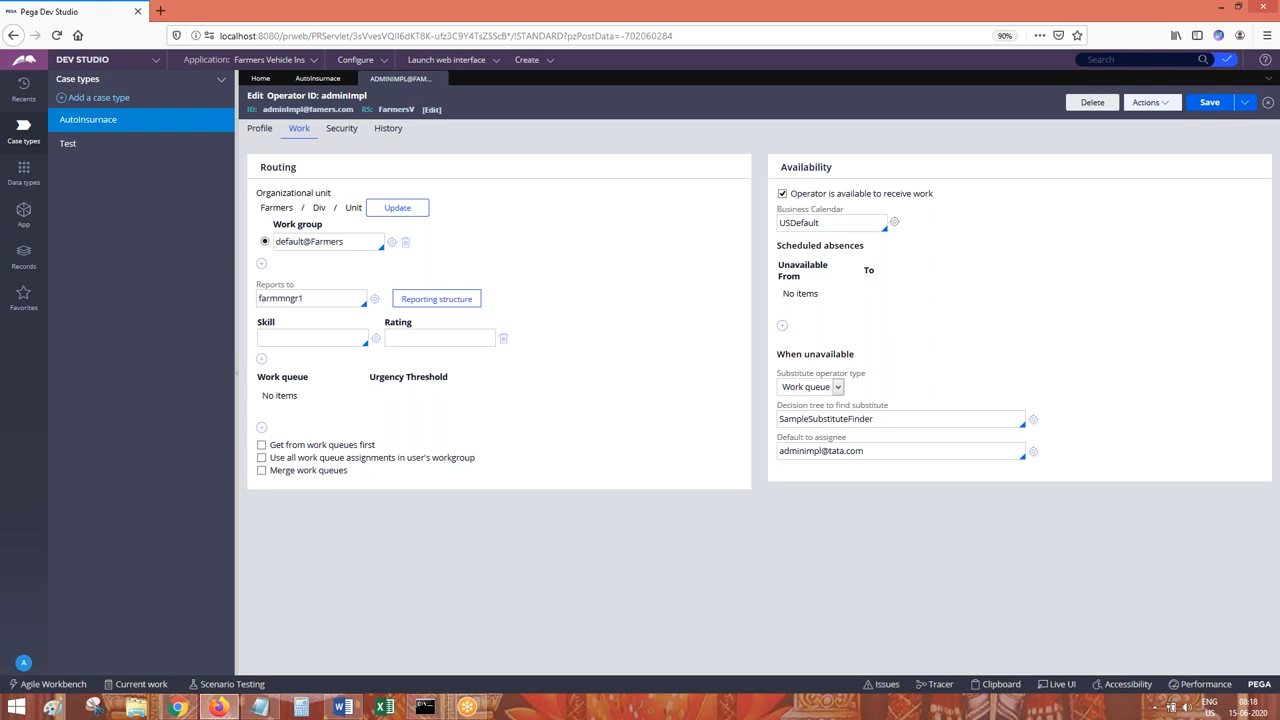 Pega Dev Studio
localhost:8080/prweb/PRServlet/3sVvesVQII6dKT8K-ufz3C9Y4TsZSScB*/!STANDARD?pzPostData=-702060284
90%
DEV STUDIO
Application: Farmers Vehicle Ins
Configure
Launch web interface
Create
Search
Recents
Case types
Data types
App
Records
Favorites
A
Case types
Add a case type
AutoInsurnace
Test
Home
AutoInsurnace
ADMINIMPL@FAM...
Edit Operator ID: adminImpl
ID: adminImpl@famers.com RS: FarmersV [Edit]
Delete
Actions
Save
Profile
Work
Security
History
Routing
Organizational unit
Farmers / Div / Unit Update
Work group
default@Farmers
Reports to
farmmngr1
Reporting structure
Skill Rating
Work queue Urgency Threshold
No items
Get from work queues first
Use all work queue assignments in user's workgroup
Merge work queues
Availability
Operator is available to receive work
Business Calendar
USDefault
Scheduled absences
Unavailable From To
No items
When unavailable
Substitute operator type
Work queue
Decision tree to find substitute
SampleSubstituteFinder
Default to assignee
adminimpl@tata.com
Agile Workbench
Current work
Scenario Testing
Issues
Tracer
Clipboard
Live UI
Accessibility
Performance
PEGA
ENG
US
08:18
15-06-2020